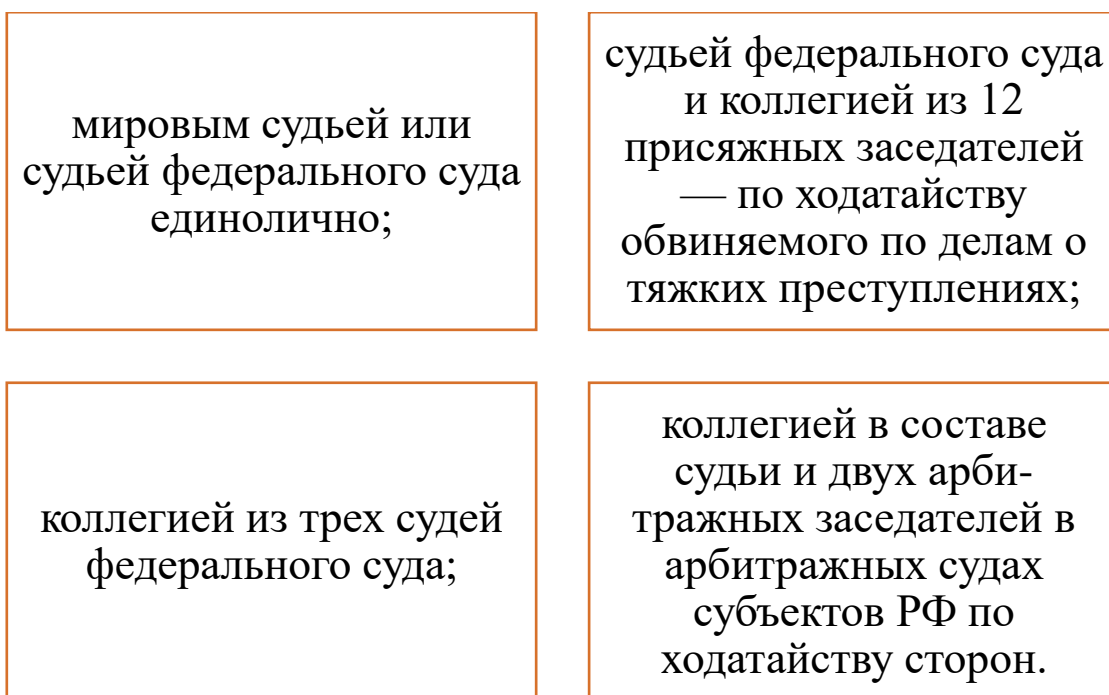 мировым судьей или
судьей федерального суда
единолично;
судьей федерального суда
и коллегией из 12
присяжных заседателей
— по ходатайству
обвиняемого по делам о
тяжких преступлениях;
коллегией из трех судей
федерального суда;
коллегией в составе
судьи и двух арби-
тражных заседателей в
арбитражных судах
субъектов РФ по
ходатайству сторон.